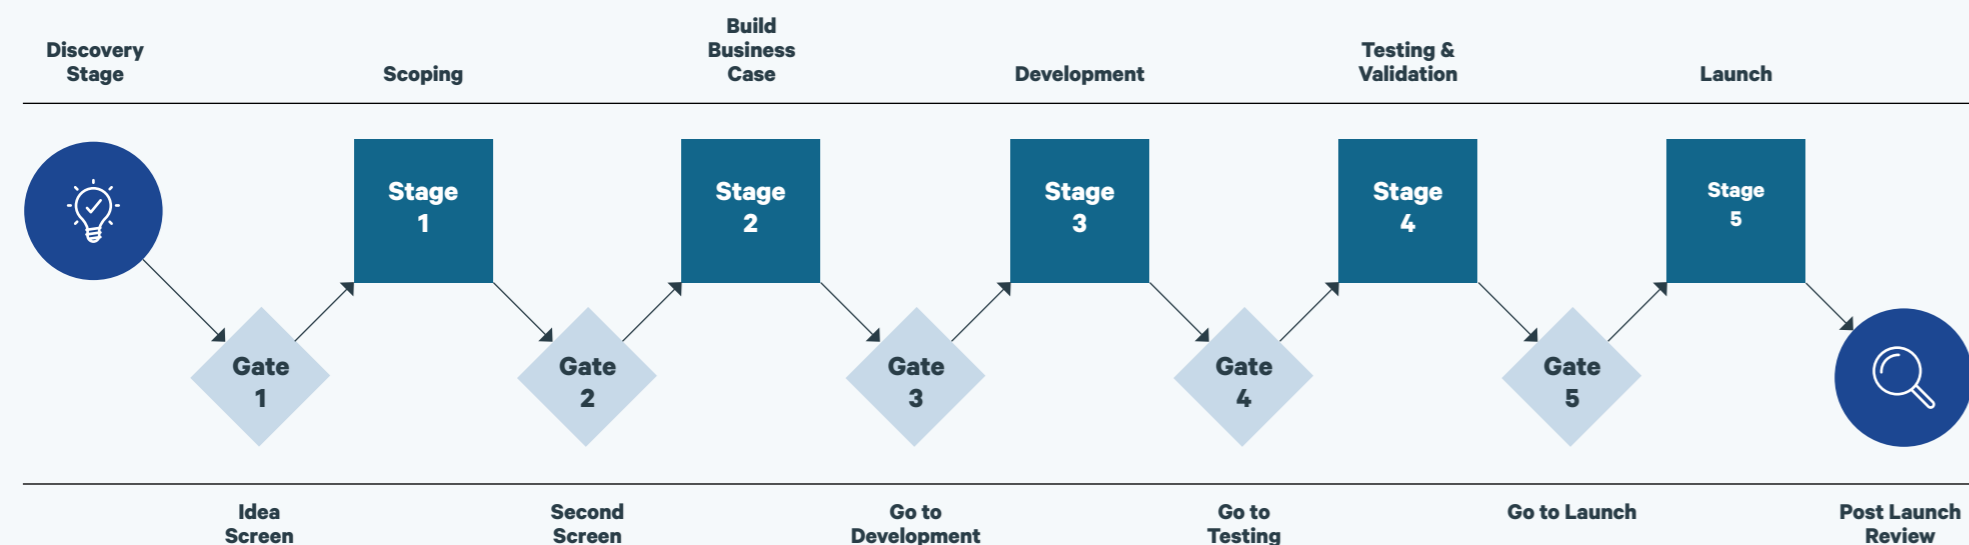 Discovery
Stage
Scoping
Build
Business
Case
Development
Testing &
Validation
Launch
Stage
1
Stage
2
Stage
3
Stage
4
Stage
5
Gate
1
Gate
2
Gate
3
Gate
4
Gate
5
Idea
Screen
Second
Screen
Go to
Development
Go to
Testing
Go to Launch
Post Launch
Review